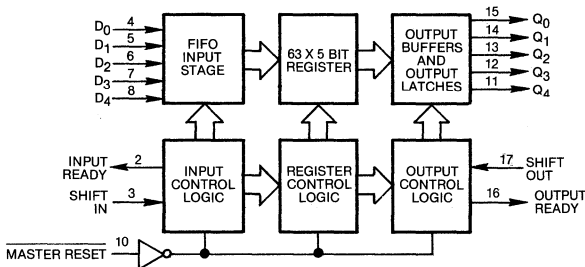 D0 4
D1 5
D2 6
D3 7
D4 8
FIFO
INPUT
STAGE
63 X 5 BIT
REGISTER
OUTPUT
BUFFERS
AND
OUTPUT
LATCHES
15 Q0
14 Q1
13 Q2
12 Q3
11 Q4
INPUT
READY
2
SHIFT
IN
3
INPUT
CONTROL
LOGIC
REGISTER
CONTROL
LOGIC
OUTPUT
CONTROL
LOGIC
17 SHIFT
OUT
16 OUTPUT
READY
MASTER RESET 10